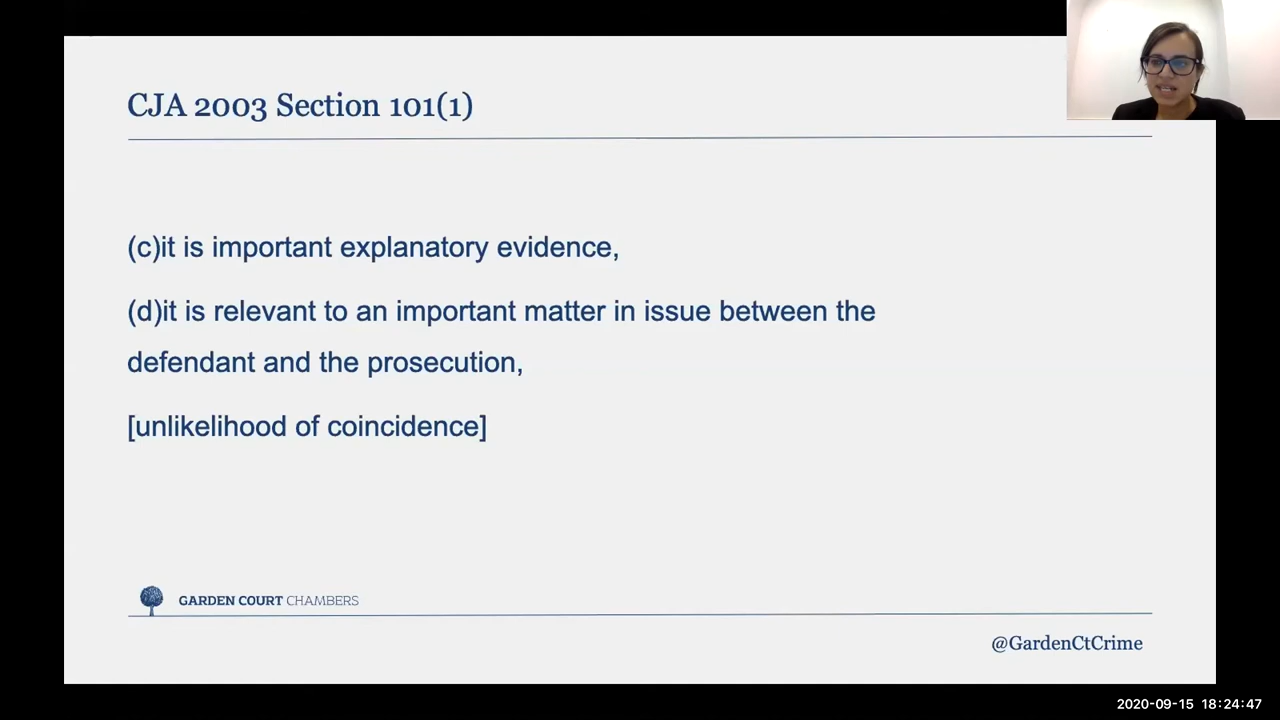 CJA 2003 Section 101(1)
(c)it is important explanatory evidence,
(d)it is relevant to an important matter in issue between the
defendant and the prosecution,
[unlikelihood of coincidence]
GARDEN COURT CHAMBERS
@GardenCtCrime
2020-09-15 18:24:47